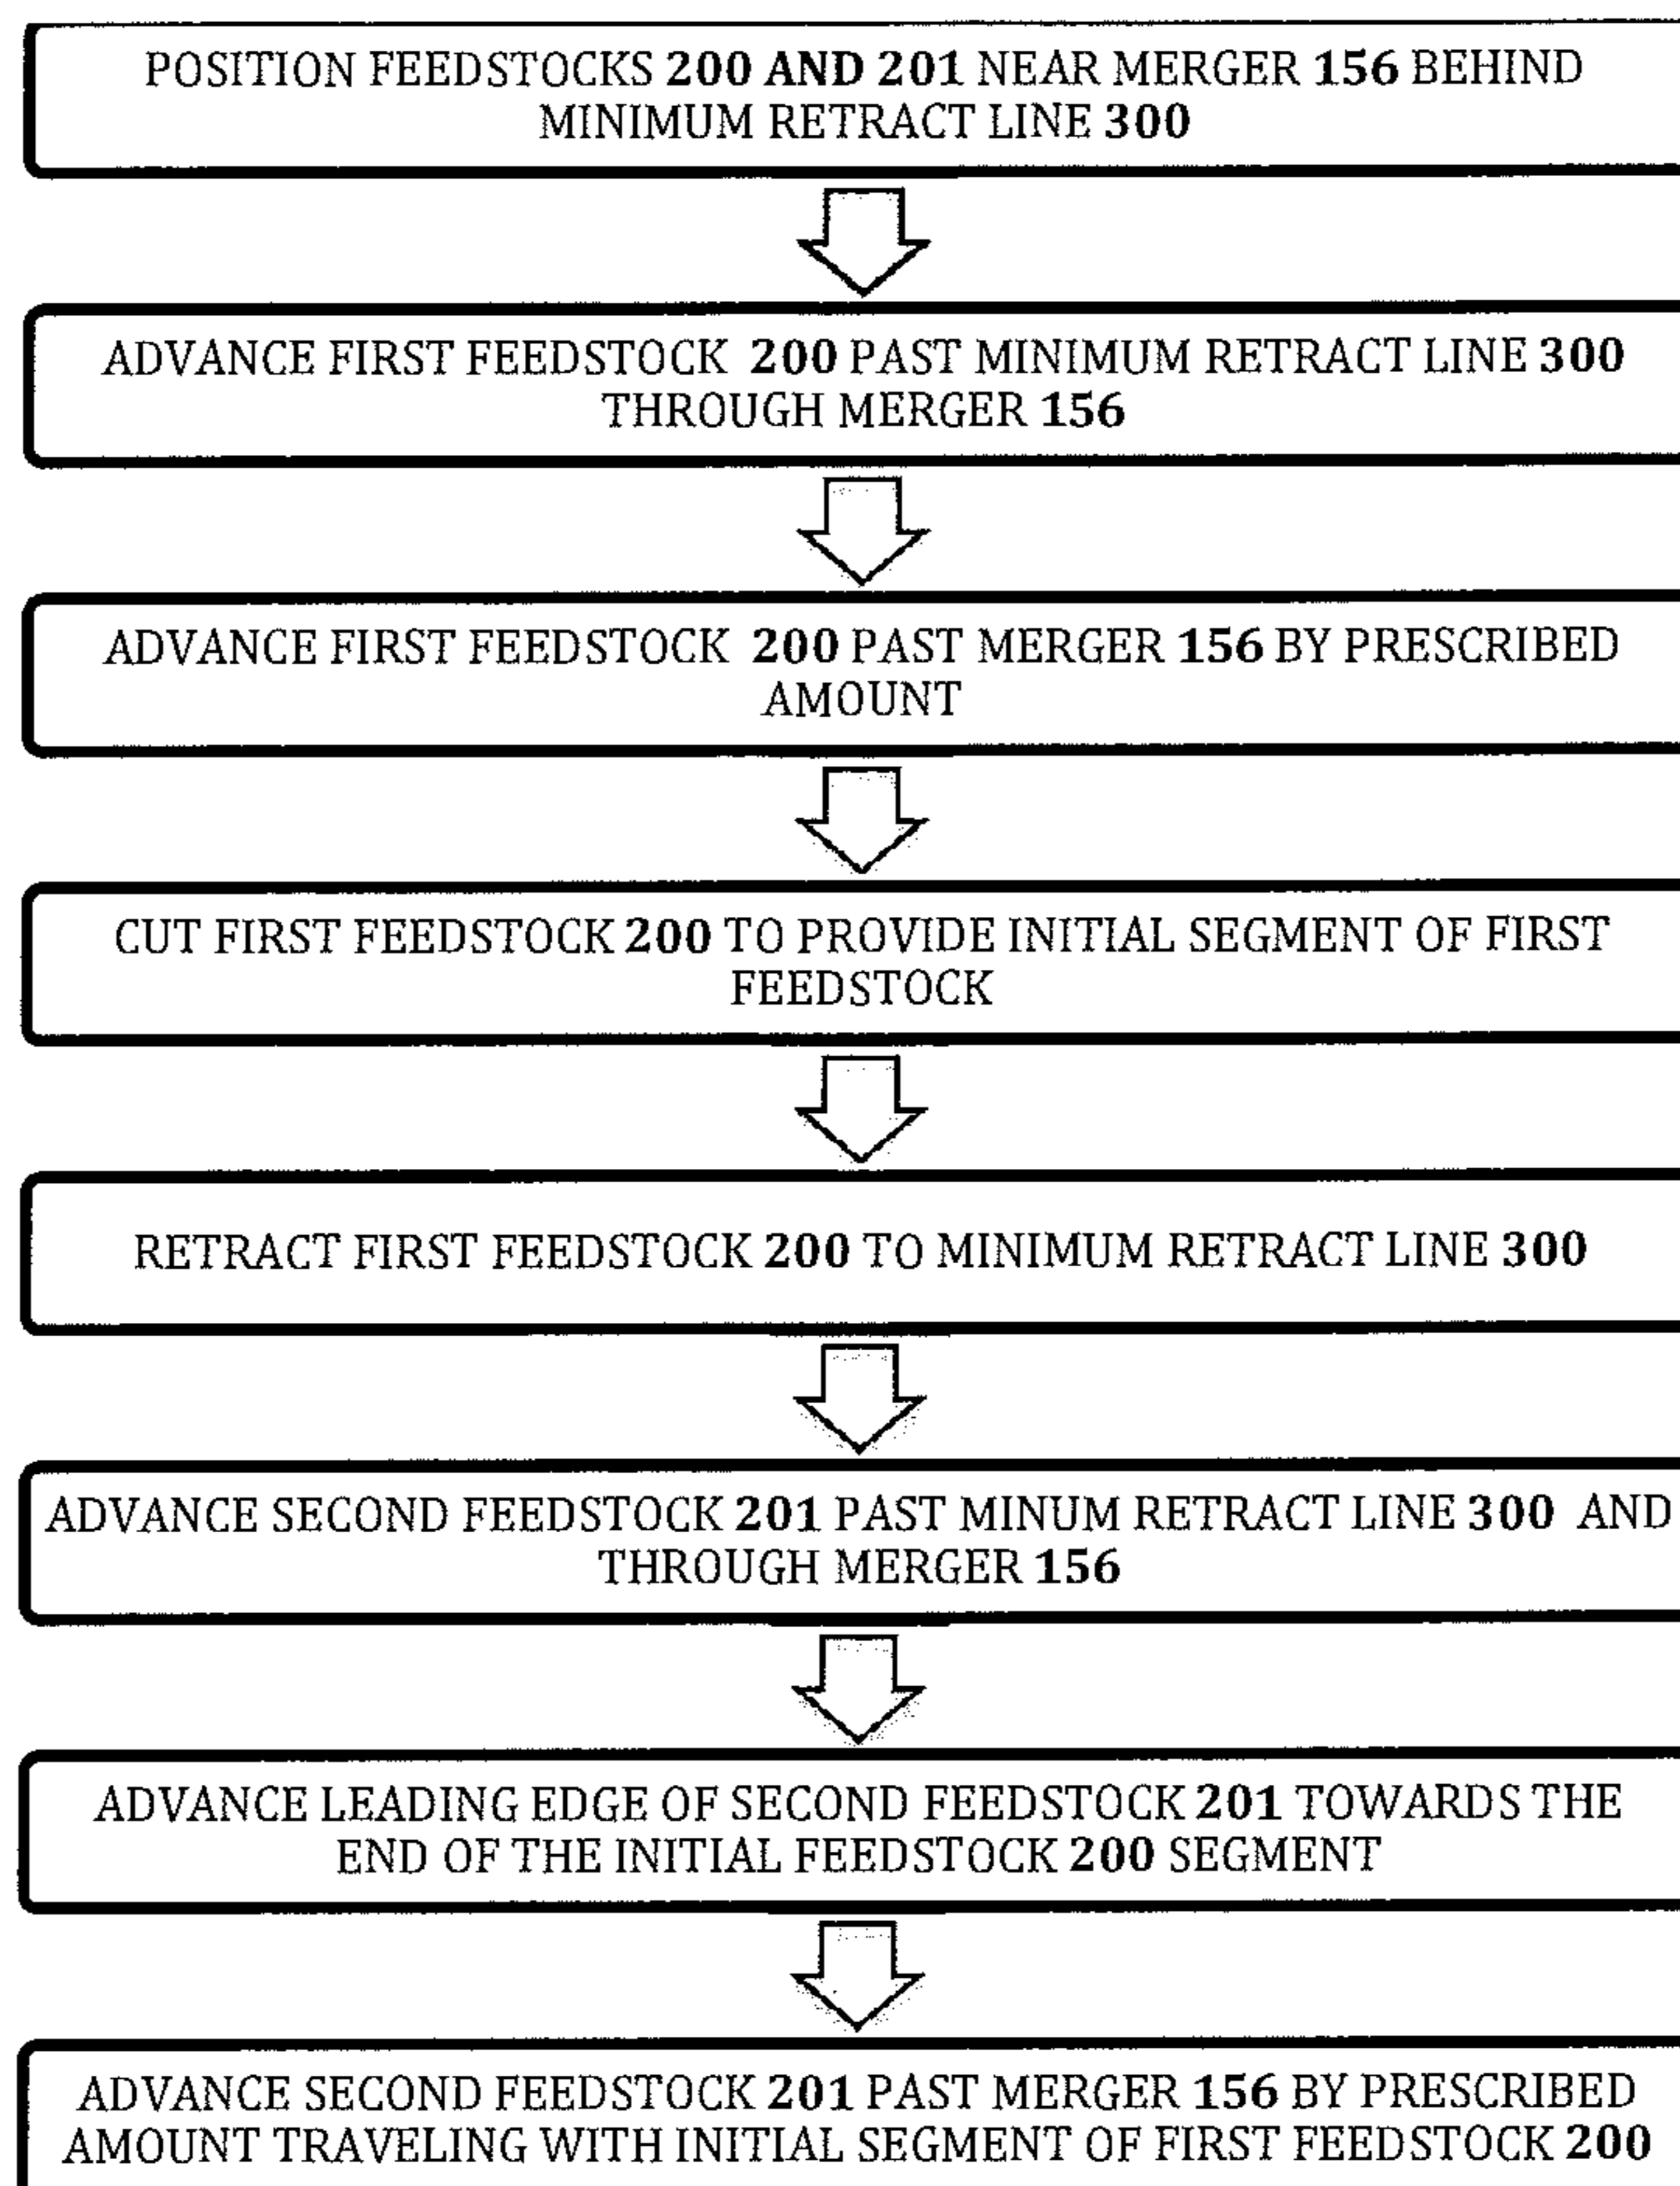 POSITION FEEDSTOCKS 200 AND 201 NEAR MERGER 156 BEHIND
MINIMUM RETRACT LINE 300
ADVANCE FIRST FEEDSTOCK 200 PAST MINIMUM RETRACT LINE 300
THROUGH MERGER 156
ADVANCE FIRST FEEDSTOCK 200 PAST MERGER 156 BY PRESCRIBED
AMOUNT
CUT FIRST FEEDSTOCK 200 TO PROVIDE INITIAL SEGMENT OF FIRST
FEEDSTOCK
RETRACT FIRST FEEDSTOCK 200 TO MINIMUM RETRACT LINE 300
ADVANCE SECOND FEEDSTOCK 201 PAST MINUM RETRACT LINE 300 AND
THROUGH MERGER 156
ADVANCE LEADING EDGE OF SECOND FEEDSTOCK 201 TOWARDS THE
END OF THE INITIAL FEEDSTOCK 200 SEGMENT
ADVANCE SECOND FEEDSTOCK 201 PAST MERGER 156 BY PRESCRIBED
AMOUNT TRAVELING WITH INITIAL SEGMENT OF FIRST FEEDSTOCK 200